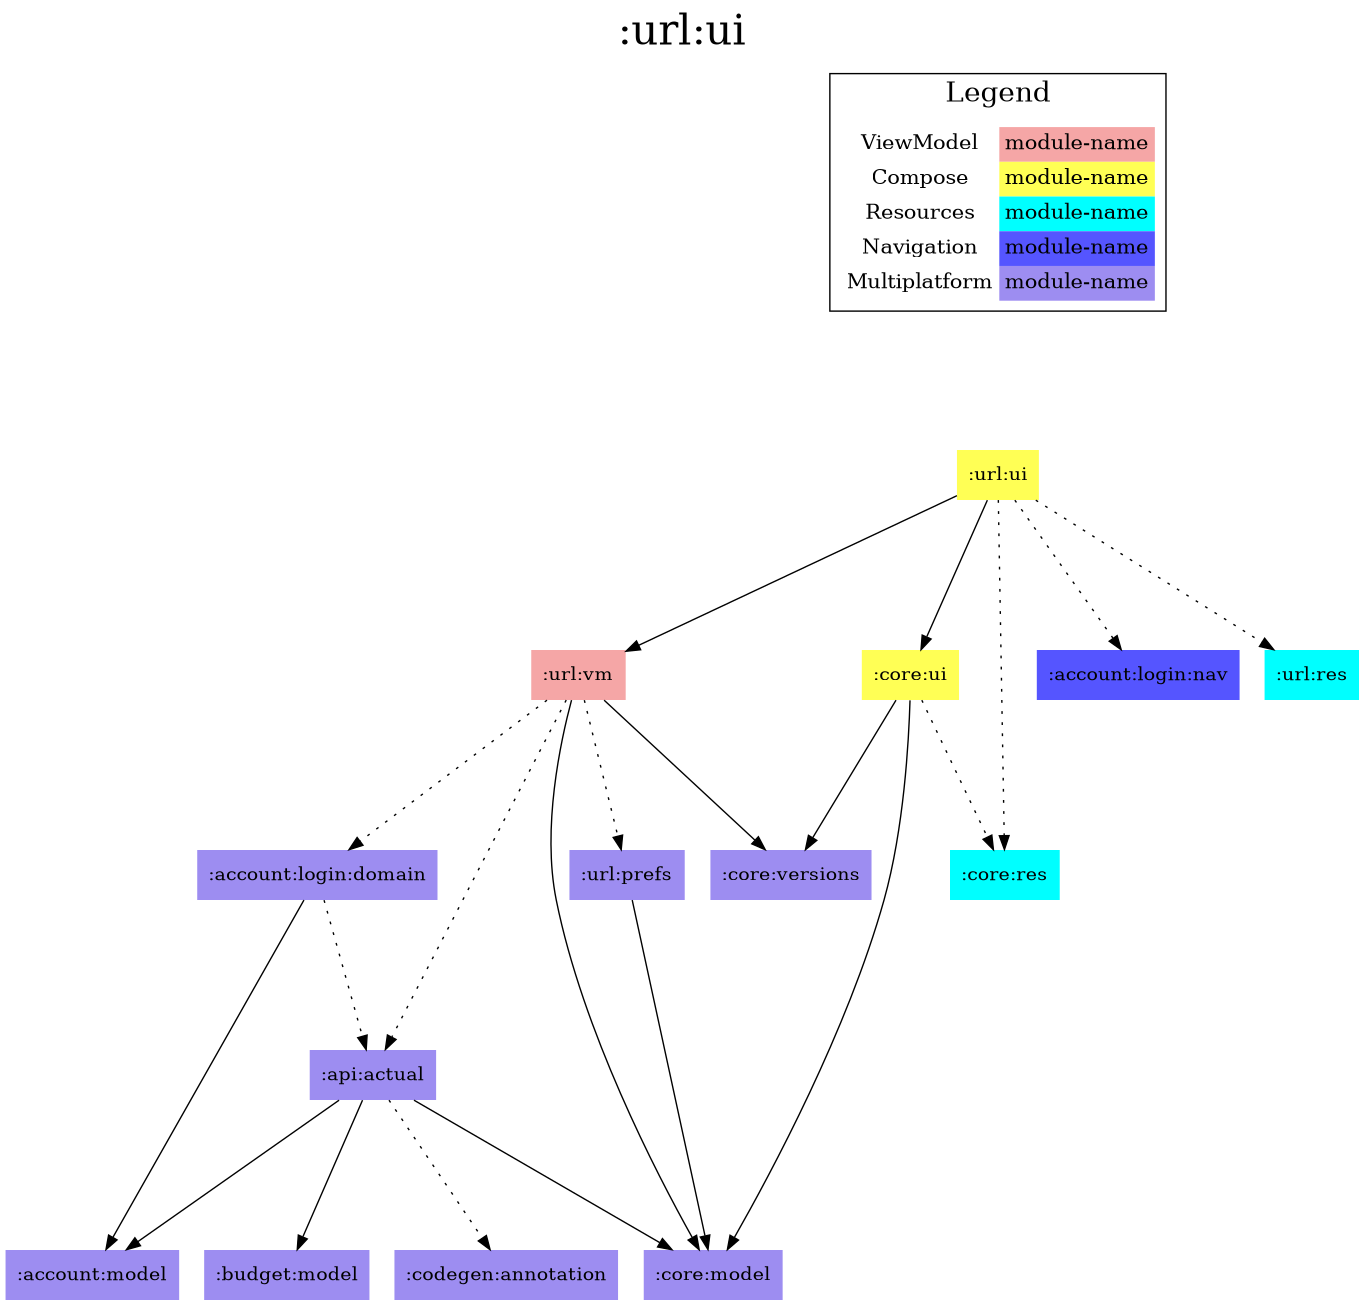 :url:ui
Legend
ViewModel module-name
Compose module-name
Resources module-name
Navigation module-name
Multiplatform module-name
:url:ui
:url:vm :core:ui :account:login:nav :url:res
:account:login:domain :url:prefs :core:versions :core:res
:api:actual
:account:model :budget:model :codegen:annotation :core:model